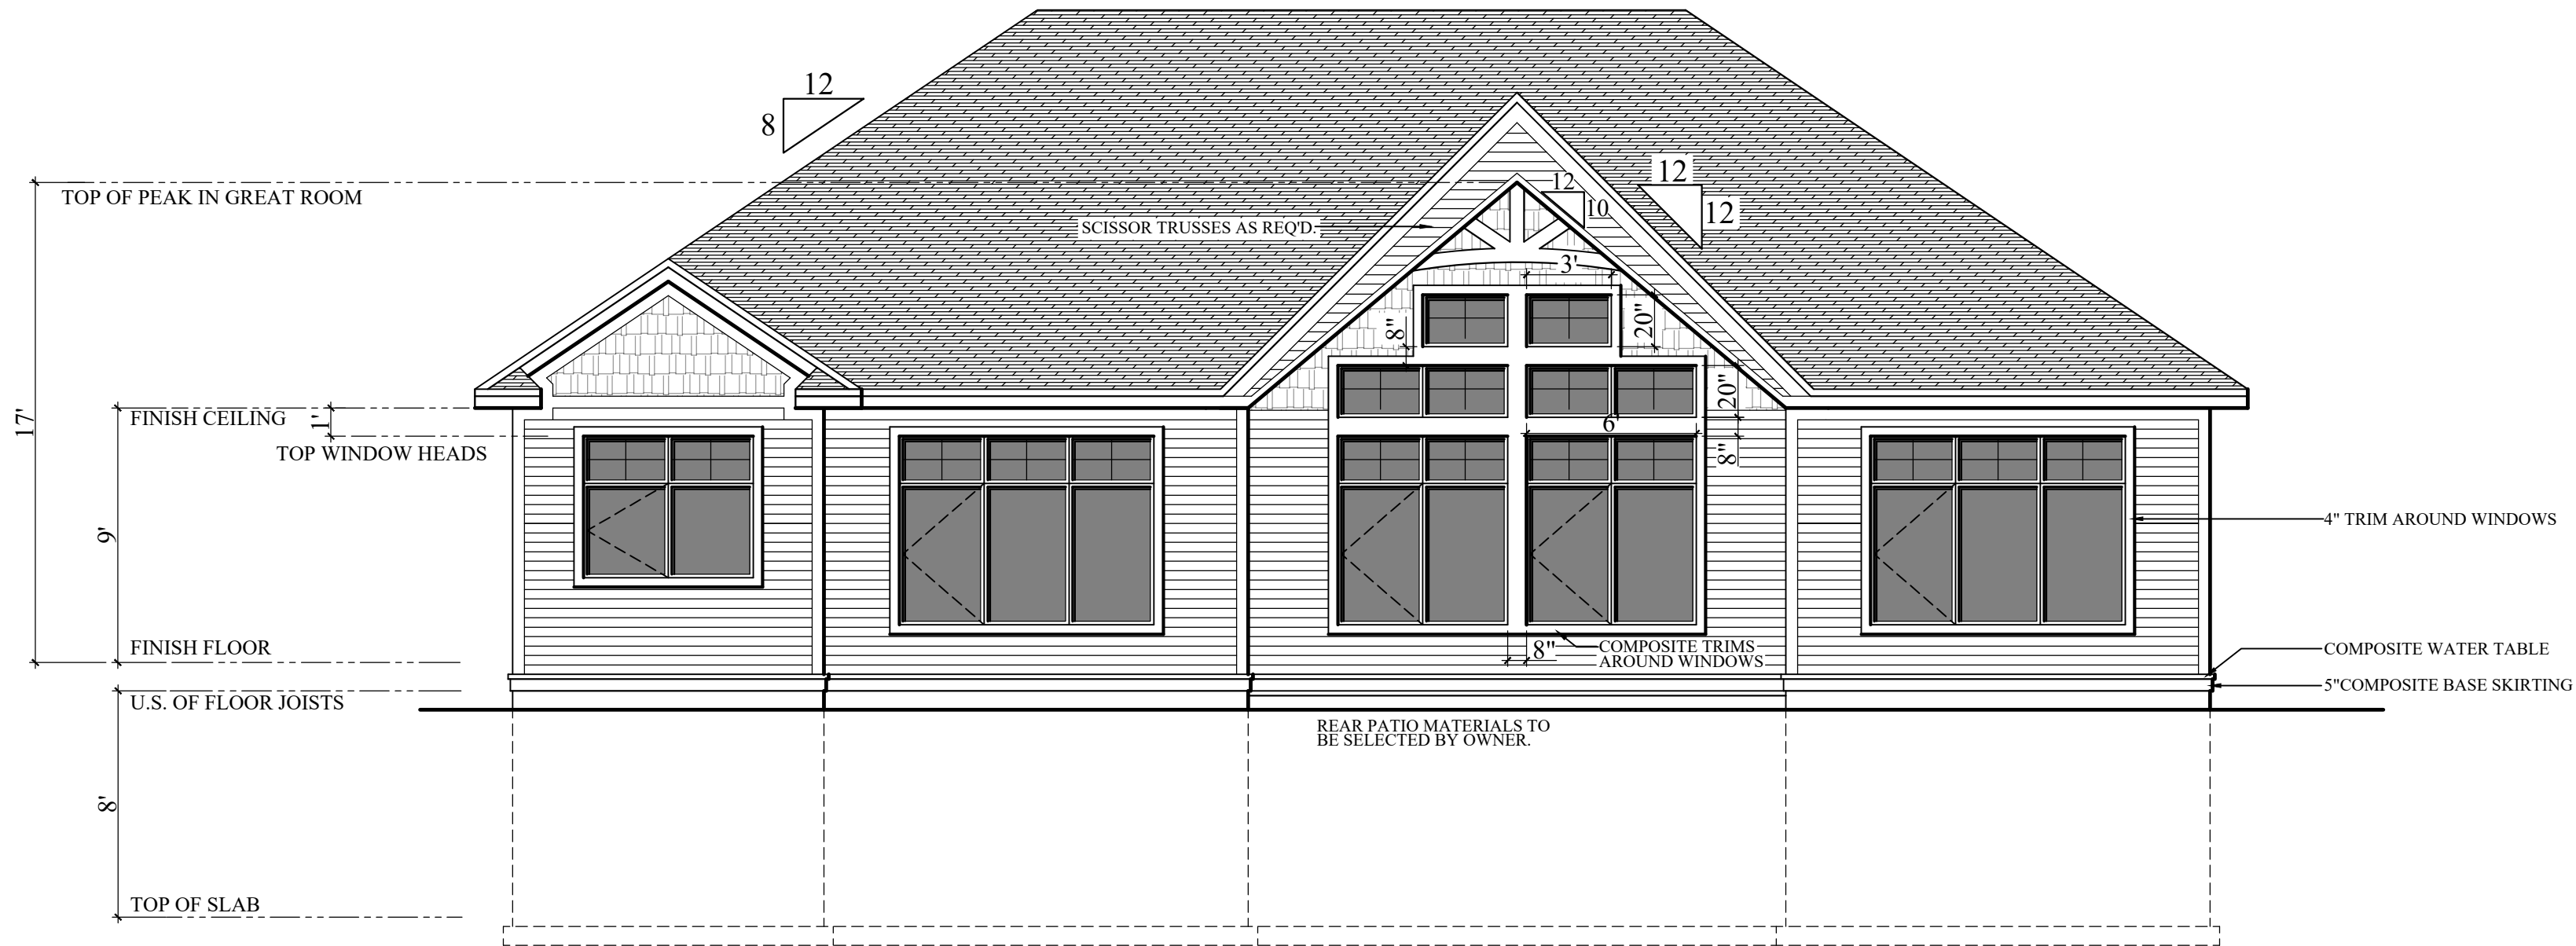 12
8
TOP OF PEAK IN GREAT ROOM
12
12
10
12
SCISSOR TRUSSES AS REQ'D.
3'
8"
20"
20"
17'
FINISH CEILING
1'
6'
TOP WINDOW HEADS
8"
9'
4" TRIM AROUND WINDOWS
FINISH FLOOR
8"
COMPOSITE TRIMS
AROUND WINDOWS
COMPOSITE WATER TABLE
5"COMPOSITE BASE SKIRTING
U.S. OF FLOOR JOISTS
REAR PATIO MATERIALS TO
BE SELECTED BY OWNER.
8'
TOP OF SLAB